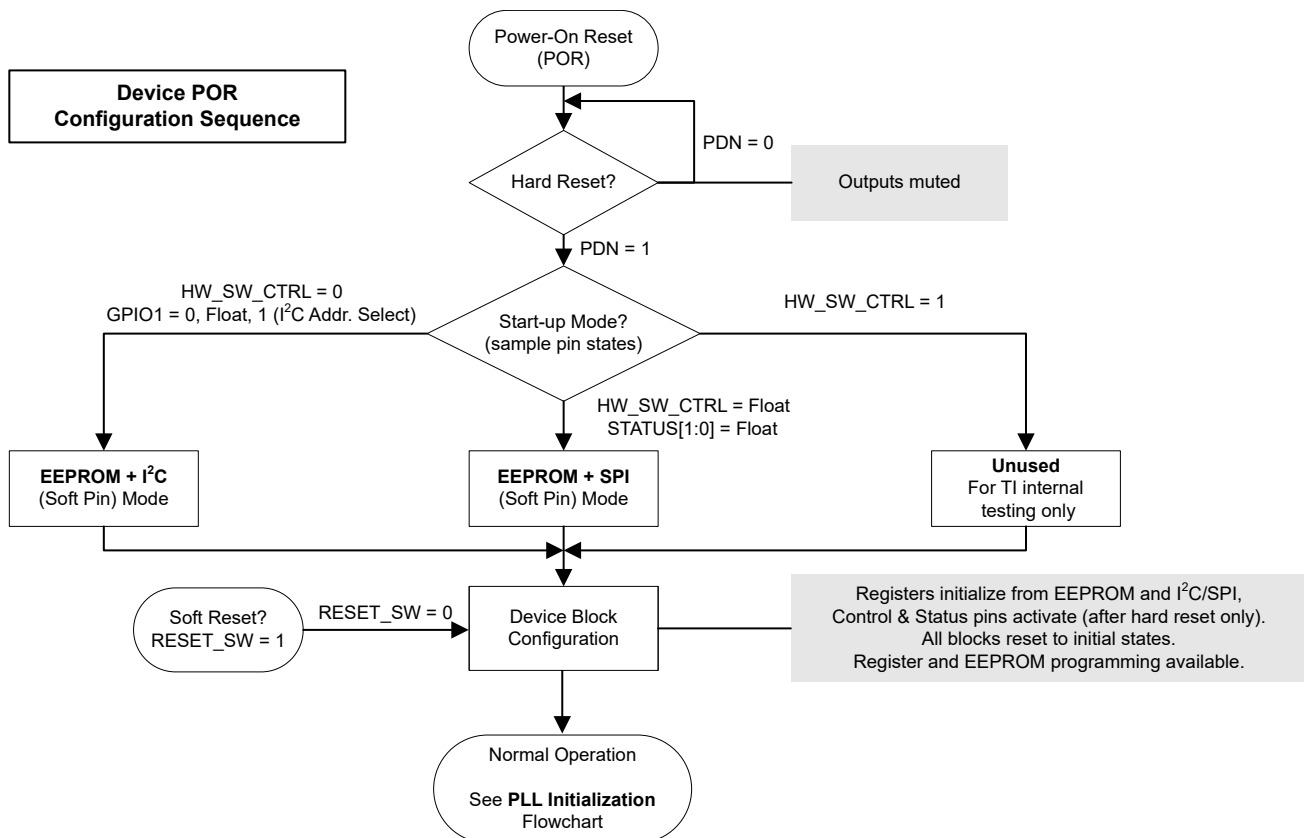 Power-On Reset
(POR)
Device POR
Configuration Sequence
PDN = 0
Hard Reset?
Outputs muted
PDN = 1
HW_SW_CTRL = 0
GPIO1 = 0, Float, 1 (I²C Addr. Select)
HW_SW_CTRL = 1
Start-up Mode?
(sample pin states)
HW_SW_CTRL = Float
STATUS[1:0] = Float
EEPROM + I²C
(Soft Pin) Mode
EEPROM + SPI
(Soft Pin) Mode
Unused
For TI internal
testing only
Soft Reset?
RESET_SW = 1
RESET_SW = 0
Device Block
Configuration
Registers initialize from EEPROM and I²C/SPI,
Control & Status pins activate (after hard reset only).
All blocks reset to initial states.
Register and EEPROM programming available.
Normal Operation
See PLL Initialization
Flowchart